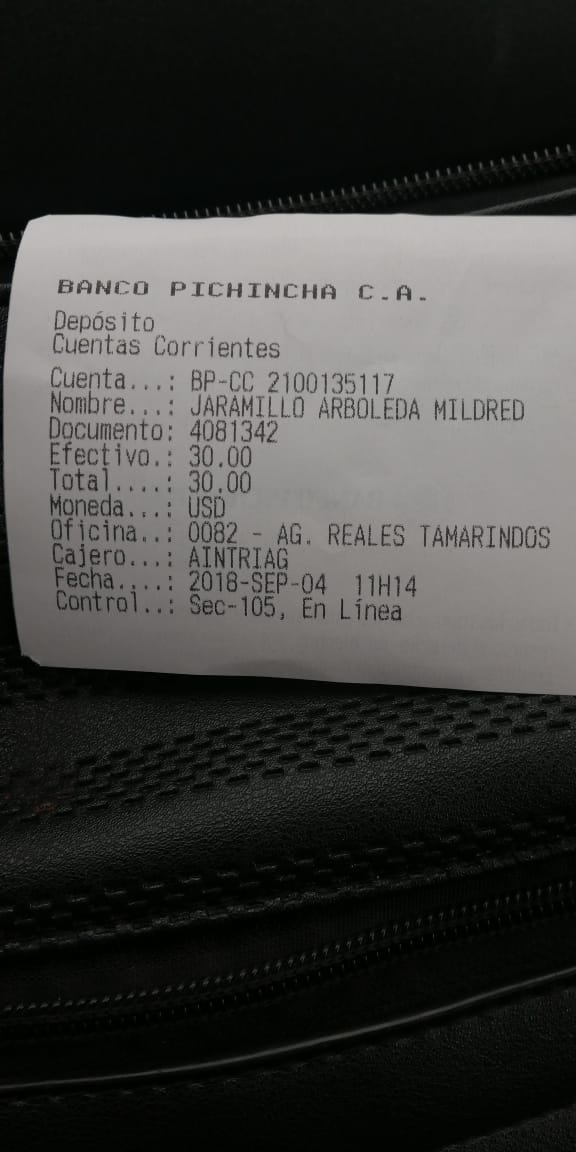 BANCO PICHINCHA C.A.
Depósito
Cuentas Corrientes
Cuenta...: BP-CC 2100135117
Nombre...: JARAMILLO ARBOLEDA MILDRED
Documento: 4081342
Efectivo.: 30.00
Total....: 30.00
Moneda...: USD
Oficina..: 0082 - AG. REALES TAMARINDOS
Cajero...: AINTRIAG
Fecha....: 2018-SEP-04  11H14
Control..: Sec-105, En Línea